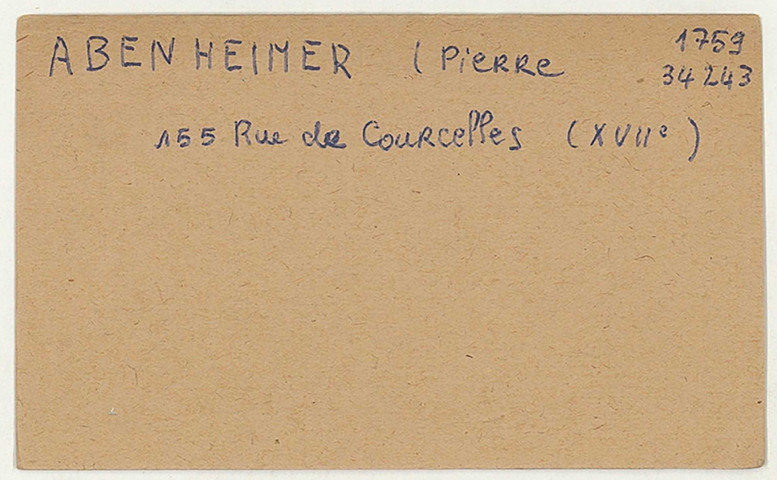 ABENHEIMER ( Pierre 1759
34243
155 Rue de Courcelles (XVIIe)